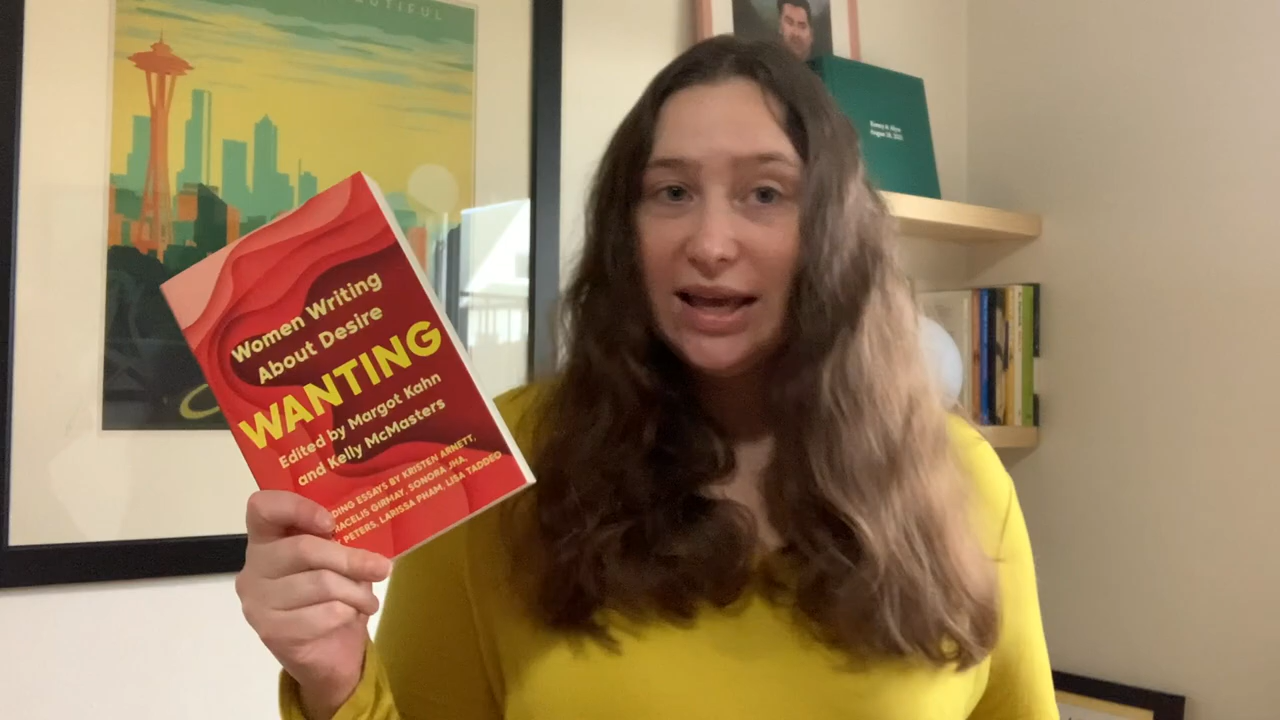 Women Writing
About Desire
WANTING
Edited by Margot Kahn
and Kelly McMasters
ESSAYS BY KRISTEN ARNETT,
GIRMAY, SONORA JHA,
PETERS, LARISSA PHAM, LISA TADDEO